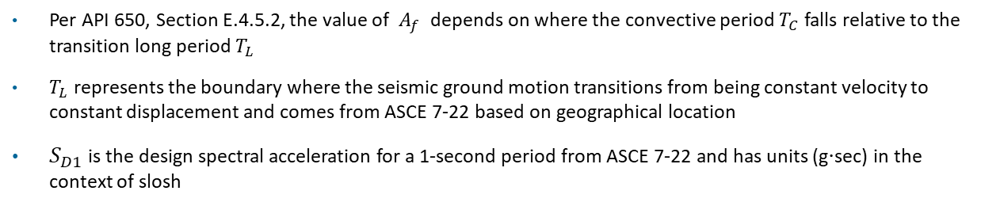 • Per API 650, Section E.4.5.2, the value of A_f depends on where the convective period T_C falls relative to the
transition long period T_L
• T_L represents the boundary where the seismic ground motion transitions from being constant velocity to
constant displacement and comes from ASCE 7-22 based on geographical location
• S_{D1} is the design spectral acceleration for a 1-second period from ASCE 7-22 and has units (g·sec) in the
context of slosh